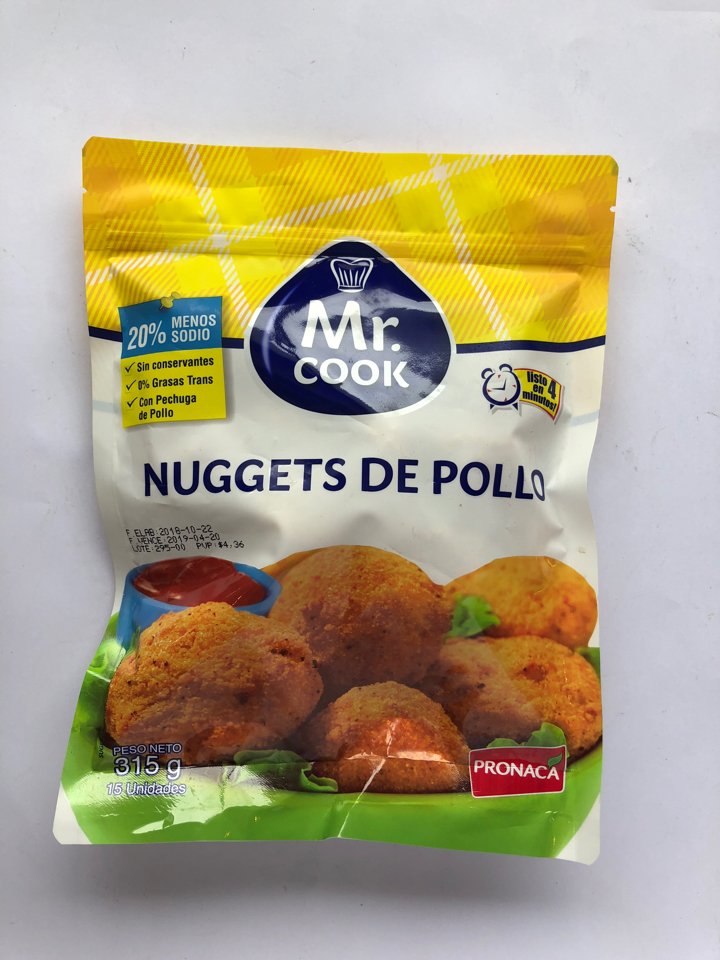 Mr.
COOK
20% MENOS
SODIO
✓ Sin conservantes
✓ 0% Grasas Trans
✓ Con Pechuga
de Pollo
listo 4
en
minutos!
NUGGETS DE POLLO
F ELAB:2018-10-22
F VENCE:2019-04-20
LOTE:295-00 PVP:$4,36
PESO NETO
315 g
15 Unidades
PRONACA